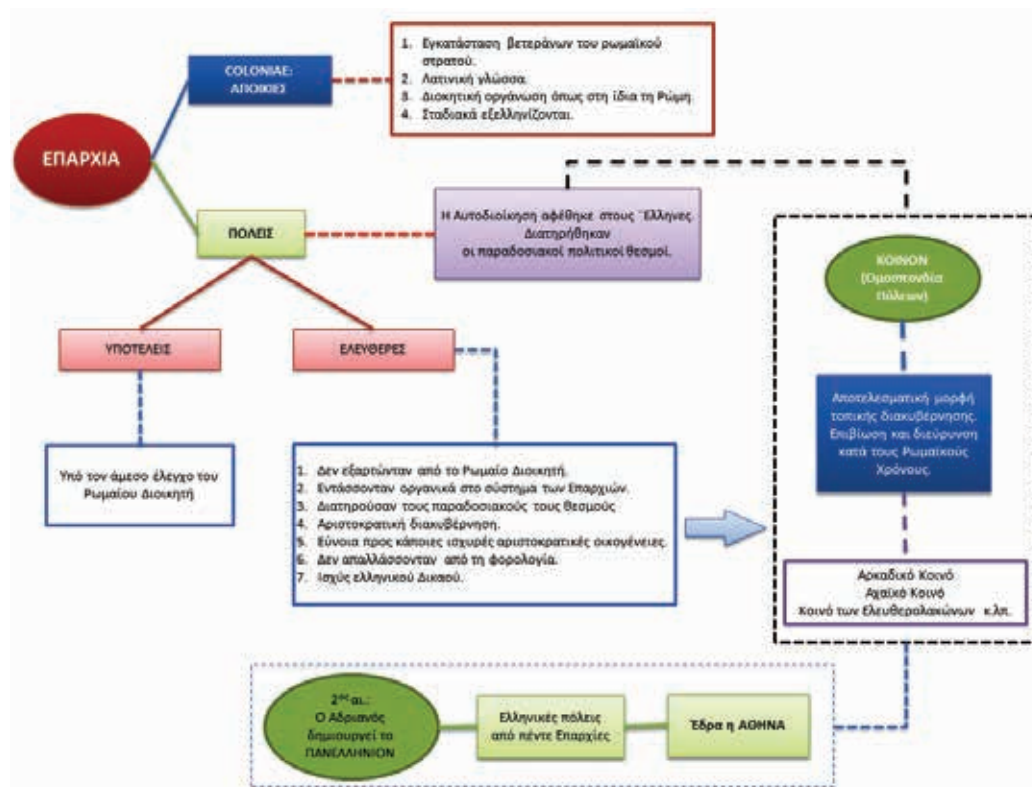 ΕΠΑΡΧΙΑ
COLONIAE:
ΑΠΟΙΚΙΕΣ
1. Εγκατάσταση βετεράνων του ρωμαϊκού
στρατού.
2. Λατινική γλώσσα.
3. Διοκητική οργάνωση όπως στη ίδια τη Ρώμη.
4. Σταδιακά εξελληνίζονται.
ΠΟΛΕΙΣ
Η Αυτοδιοίκηση αφέθηκε στους Έλληνες.
Διατηρήθηκαν
οι παραδοσιακοί πολιτικοί θεσμοί.
ΥΠΟΤΕΛΕΙΣ
ΕΛΕΥΘΕΡΕΣ
Υπό τον άμεσο έλεγχο του
Ρωμαίου Διοικητή
1. Δεν εξαρτώνταν από το Ρωμαίο Διοικητή.
2. Εντάσσονταν οργανικά στο σύστημα των Επαρχιών.
3. Διατηρούσαν τους παραδοσιακούς τους θεσμούς
4. Αριστοκρατική διακυβέρνηση.
5. Εύνοια προς κάποιες ισχυρές αριστοκρατικές οικογένειες.
6. Δεν απαλλάσσονταν από τη φορολογία.
7. Ισχύς ελληνικού Δικαού.
ΚΟΙΝΟΝ
(Ομοσπονδία
Πόλεων)
Αποτελεσματική μορφή
τοπικής διακυβέρνησης.
Επιβίωση και διεύρυνση
κατά τους Ρωμαϊκούς
Χρόνους.
Αρκαδικό Κοινό
Αχαϊκό Κοινό
Κοινό των Ελευθερολακώνων κ.λπ.
2ος αι.:
Ο Αδριανός
δημιουργεί το
ΠΑΝΕΛΛΗΝΙΟΝ
Ελληνικές πόλεις
από πέντε Επαρχίες
Έδρα η ΑΘΗΝΑ